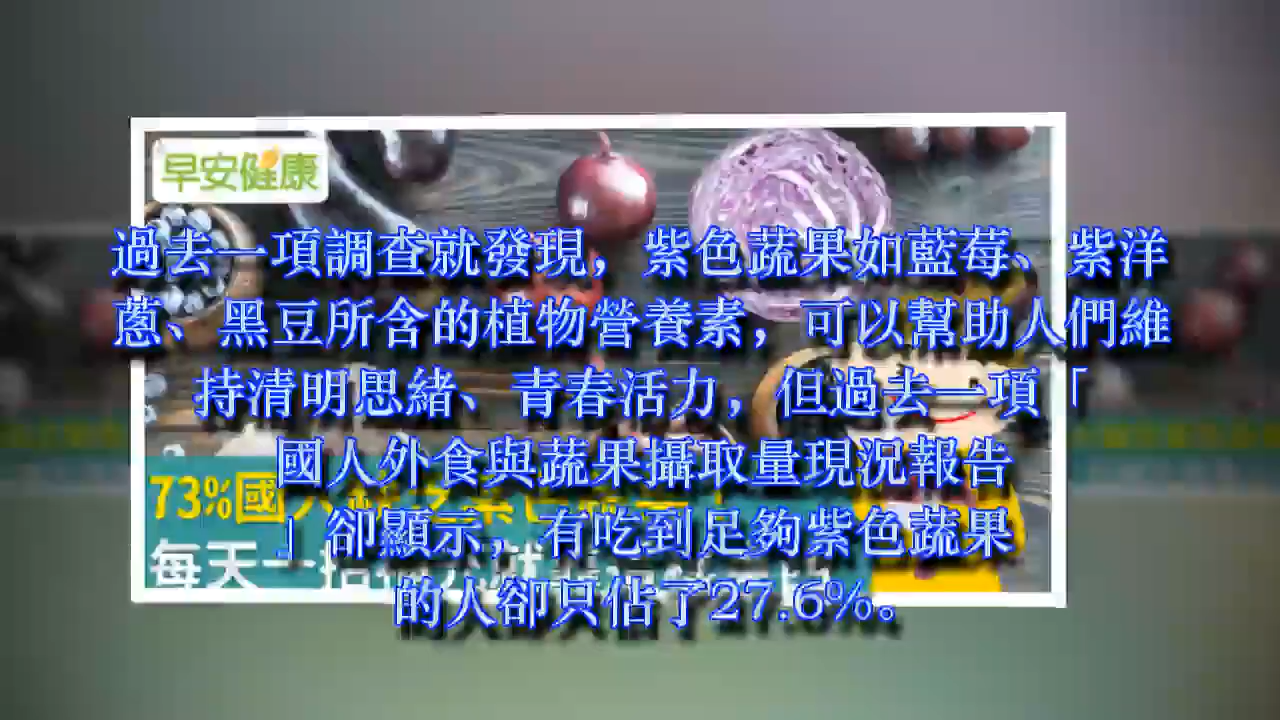 早安健康
過去一項調查就發現，紫色蔬果如藍莓、紫洋
蔥、黑豆所含的植物營養素，可以幫助人們維
持清明思緒、青春活力，但過去一項「
國人外食與蔬果攝取量現況報告
」卻顯示，有吃到足夠紫色蔬果
的人卻只佔了27.6%。
73%國人
每天一